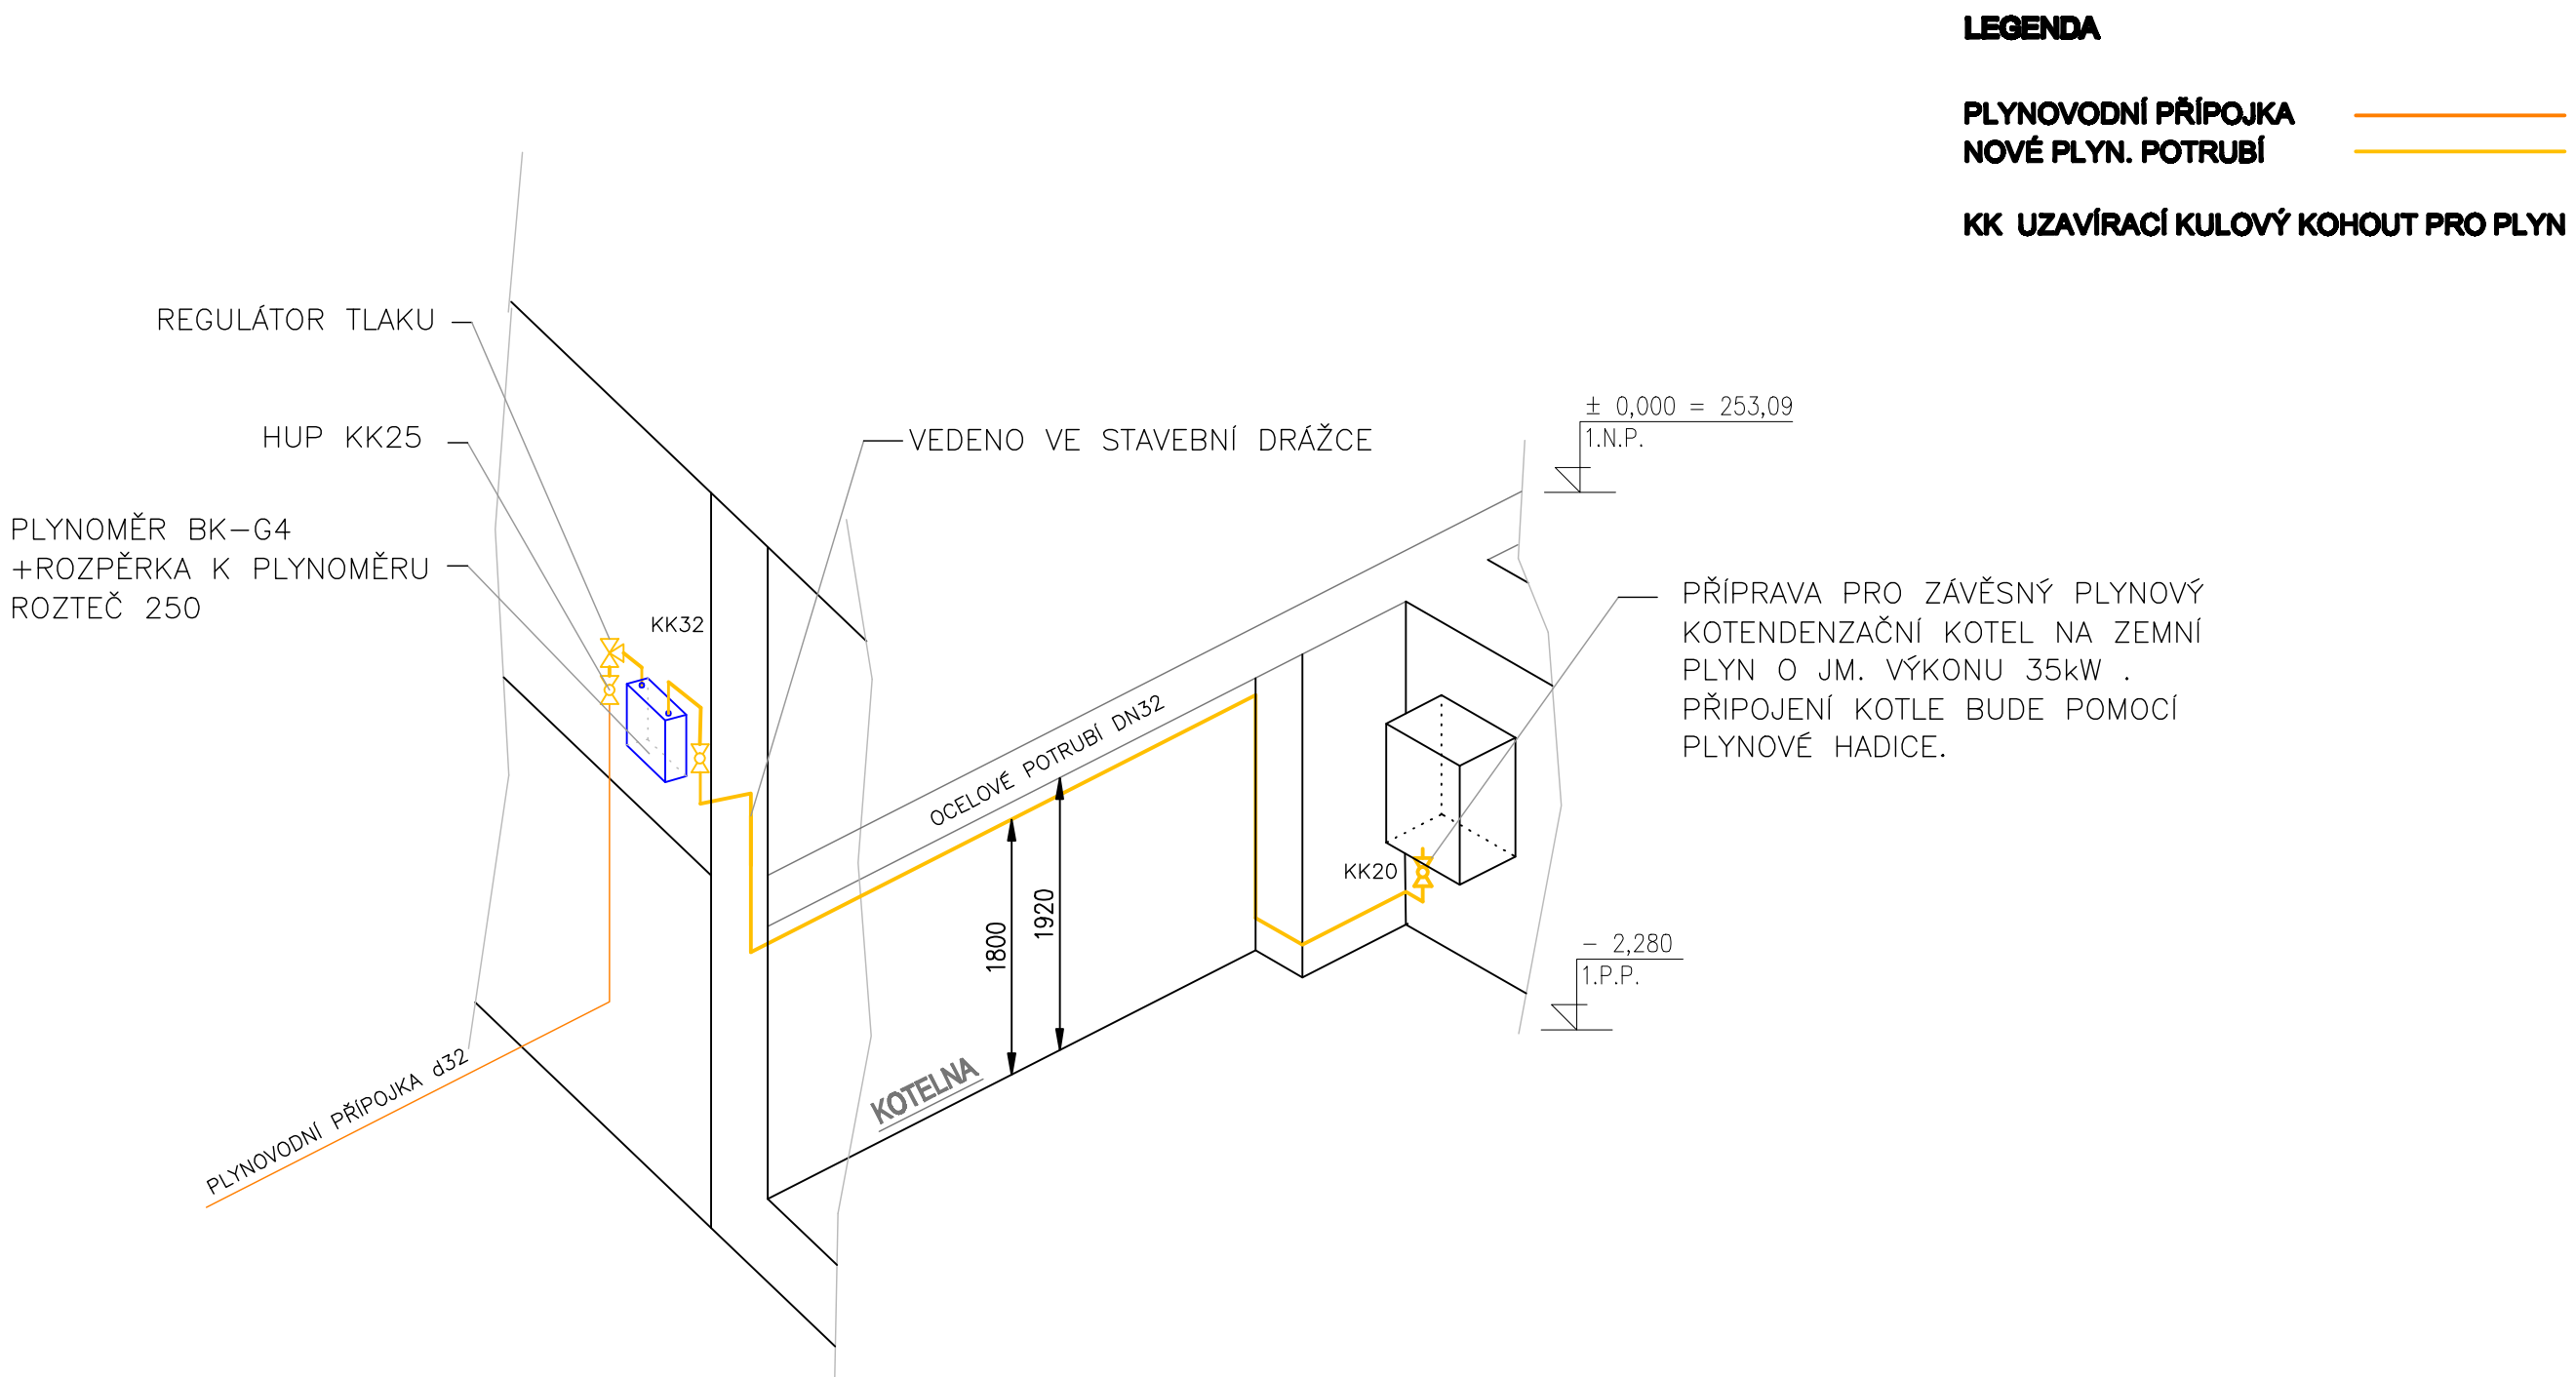 LEGENDA
PLYNOVODNÍ PŘÍPOJKA
NOVÉ PLYN. POTRUBÍ
KK UZAVÍRACÍ KULOVÝ KOHOUT PRO PLYN
REGULÁTOR TLAKU
HUP KK25
PLYNOMĚR BK-G4
+ROZPĚRKA K PLYNOMĚRU
ROZTEČ 250
KK32
VEDENO VE STAVEBNÍ DRÁŽCE
± 0,000 = 253,09
1.N.P.
PŘÍPRAVA PRO ZÁVĚSNÝ PLYNOVÝ
KOTENDENZAČNÍ KOTEL NA ZEMNÍ
PLYN O JM. VÝKONU 35kW .
PŘIPOJENÍ KOTLE BUDE POMOCÍ
PLYNOVÉ HADICE.
OCELOVÉ POTRUBÍ DN32
KK20
1800
1920
- 2,280
1.P.P.
KOTELNA
PLYNOVODNÍ PŘÍPOJKA d32